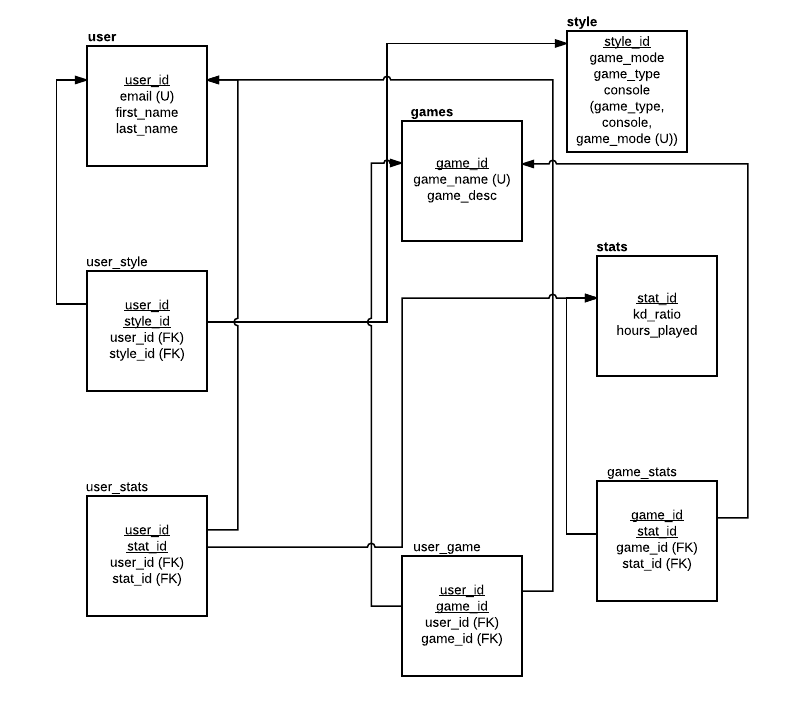 style
user
style_id
game_mode
game_type
console
(game_type,
console,
game_mode (U))
user_id
email (U)
first_name
last_name
games
game_id
game_name (U)
game_desc
user_style
user_id
style_id
user_id (FK)
style_id (FK)
stats
stat_id
kd_ratio
hours_played
user_stats
user_id
stat_id
user_id (FK)
stat_id (FK)
game_stats
game_id
stat_id
game_id (FK)
stat_id (FK)
user_game
user_id
game_id
user_id (FK)
game_id (FK)